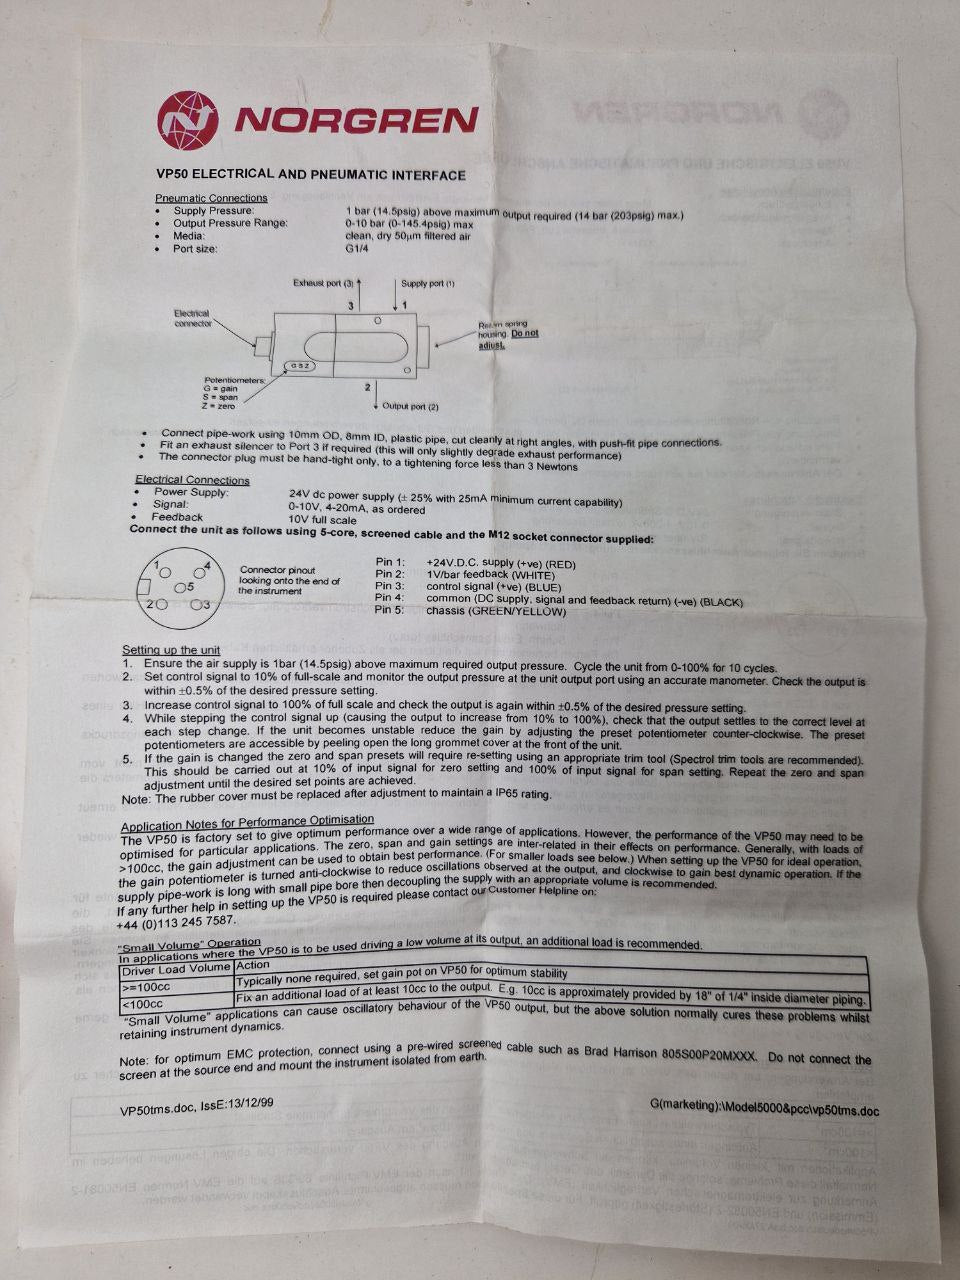 NORGREN
VP50 ELECTRICAL AND PNEUMATIC INTERFACE
Pneumatic Connections
• Supply Pressure: 1 bar (14.5psig) above maximum output required (14 bar (203psig) max.)
• Output Pressure Range: 0-10 bar (0-145.4psig) max
• Media: clean, dry 50µm filtered air
• Port size: G1/4
Exhaust port (3) Supply port (1)
3 1
Electrical
connector
Return spring
housing. Do not
adjust.
G S Z
Potentiometers:
G = gain
S = span
Z = zero
2
Output port (2)
• Connect pipe-work using 10mm OD, 8mm ID, plastic pipe, cut cleanly at right angles, with push-fit pipe connections.
• Fit an exhaust silencer to Port 3 if required (this will only slightly degrade exhaust performance)
• The connector plug must be hand-tight only, to a tightening force less than 3 Newtons
Electrical Connections
• Power Supply: 24V dc power supply (± 25% with 25mA minimum current capability)
• Signal: 0-10V, 4-20mA, as ordered
• Feedback 10V full scale
Connect the unit as follows using 5-core, screened cable and the M12 socket connector supplied:
1 4
5
2 3
Connector pinout
looking onto the end of
the instrument
Pin 1: +24V.D.C. supply (+ve) (RED)
Pin 2: 1V/bar feedback (WHITE)
Pin 3: control signal (+ve) (BLUE)
Pin 4: common (DC supply, signal and feedback return) (-ve) (BLACK)
Pin 5: chassis (GREEN/YELLOW)
Setting up the unit
1. Ensure the air supply is 1bar (14.5psig) above maximum required output pressure. Cycle the unit from 0-100% for 10 cycles.
2. Set control signal to 10% of full-scale and monitor the output pressure at the unit output port using an accurate manometer. Check the output is
within ±0.5% of the desired pressure setting.
3. Increase control signal to 100% of full scale and check the output is again within ±0.5% of the desired pressure setting.
4. While stepping the control signal up (causing the output to increase from 10% to 100%), check that the output settles to the correct level at
each step change. If the unit becomes unstable reduce the gain by adjusting the preset potentiometer counter-clockwise. The preset
potentiometers are accessible by peeling open the long grommet cover at the front of the unit.
5. If the gain is changed the zero and span presets will require re-setting using an appropriate trim tool (Spectrol trim tools are recommended).
This should be carried out at 10% of input signal for zero setting and 100% of input signal for span setting. Repeat the zero and span
adjustment until the desired set points are achieved.
Note: The rubber cover must be replaced after adjustment to maintain a IP65 rating.
Application Notes for Performance Optimisation
The VP50 is factory set to give optimum performance over a wide range of applications. However, the performance of the VP50 may need to be
optimised for particular applications. The zero, span and gain settings are inter-related in their effects on performance. Generally, with loads of
>100cc, the gain adjustment can be used to obtain best performance. (For smaller loads see below.) When setting up the VP50 for ideal operation,
the gain potentiometer is turned anti-clockwise to reduce oscillations observed at the output, and clockwise to gain best dynamic operation. If the
supply pipe-work is long with small pipe bore then decoupling the supply with an appropriate volume is recommended.
If any further help in setting up the VP50 is required please contact our Customer Helpline on:
+44 (0)113 245 7587.
"Small Volume" Operation
In applications where the VP50 is to be used driving a low volume at its output, an additional load is recommended.
Driver Load Volume Action
>=100cc Typically none required, set gain pot on VP50 for optimum stability
<100cc Fix an additional load of at least 10cc to the output. E.g. 10cc is approximately provided by 18" of 1/4" inside diameter piping.
"Small Volume" applications can cause oscillatory behaviour of the VP50 output, but the above solution normally cures these problems whilst
retaining instrument dynamics.
Note: for optimum EMC protection, connect using a pre-wired screened cable such as Brad Harrison 805S00P20MXXX. Do not connect the
screen at the source end and mount the instrument isolated from earth.
VP50tms.doc, IssE:13/12/99 G(marketing):\Model5000&pcc\vp50tms.doc